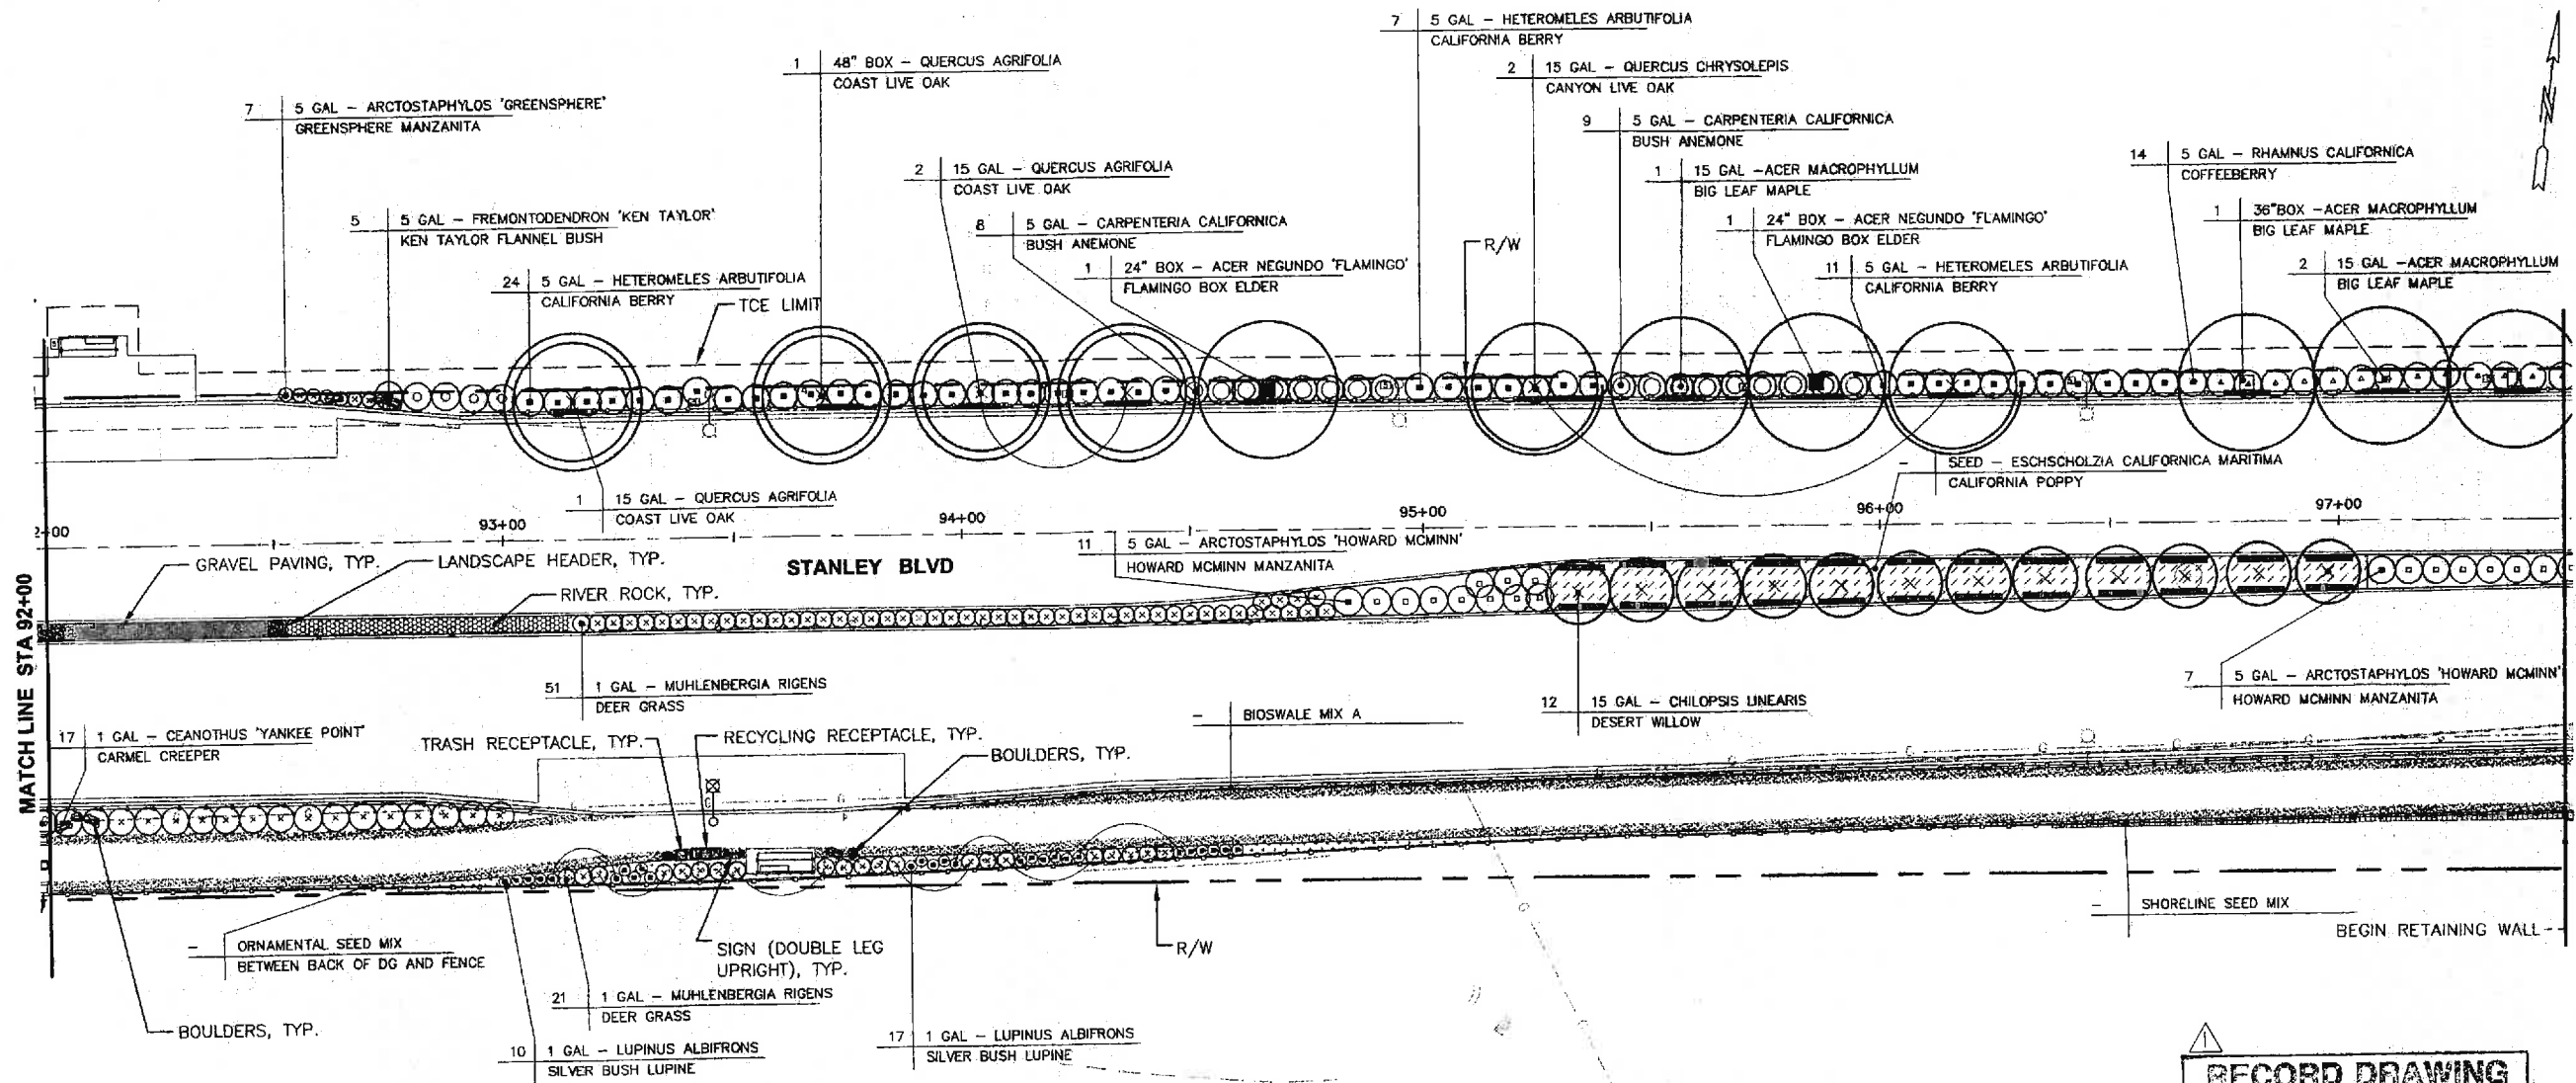 7 5 GAL – HETEROMELES ARBUTIFOLIA
CALIFORNIA BERRY
1 48" BOX – QUERCUS AGRIFOLIA
COAST LIVE OAK
2 15 GAL – QUERCUS CHRYSOLEPIS
CANYON LIVE OAK
7 5 GAL – ARCTOSTAPHYLOS 'GREENSPHERE'
GREENSPHERE MANZANITA
9 5 GAL – CARPENTERIA CALIFORNICA
BUSH ANEMONE
14 5 GAL – RHAMNUS CALIFORNICA
COFFEEBERRY
2 15 GAL – QUERCUS AGRIFOLIA
COAST LIVE OAK
1 15 GAL –ACER MACROPHYLLUM
BIG LEAF MAPLE
5 5 GAL – FREMONTODENDRON 'KEN TAYLOR'
KEN TAYLOR FLANNEL BUSH
8 5 GAL – CARPENTERIA CALIFORNICA
BUSH ANEMONE
1 24" BOX – ACER NEGUNDO 'FLAMINGO'
FLAMINGO BOX ELDER
1 36"BOX –ACER MACROPHYLLUM
BIG LEAF MAPLE
R/W
24 5 GAL – HETEROMELES ARBUTIFOLIA
CALIFORNIA BERRY
1 24" BOX – ACER NEGUNDO 'FLAMINGO'
FLAMINGO BOX ELDER
11 5 GAL – HETEROMELES ARBUTIFOLIA
CALIFORNIA BERRY
2 15 GAL –ACER MACROPHYLLUM
BIG LEAF MAPLE
TCE LIMIT
– SEED – ESCHSCHOLZIA CALIFORNICA MARITIMA
CALIFORNIA POPPY
1 15 GAL – QUERCUS AGRIFOLIA
COAST LIVE OAK
2+00
93+00
94+00
95+00
96+00
97+00
GRAVEL PAVING, TYP.
LANDSCAPE HEADER, TYP.
STANLEY BLVD
11 5 GAL – ARCTOSTAPHYLOS 'HOWARD MCMINN'
HOWARD MCMINN MANZANITA
RIVER ROCK, TYP.
MATCH LINE STA 92+00
51 1 GAL – MUHLENBERGIA RIGENS
DEER GRASS
7 5 GAL – ARCTOSTAPHYLOS 'HOWARD MCMINN'
HOWARD MCMINN MANZANITA
12 15 GAL – CHILOPSIS LINEARIS
DESERT WILLOW
– BIOSWALE MIX A
17 1 GAL – CEANOTHUS 'YANKEE POINT'
CARMEL CREEPER
TRASH RECEPTACLE, TYP.
RECYCLING RECEPTACLE, TYP.
BOULDERS, TYP.
– SHORELINE SEED MIX
BEGIN RETAINING WALL
– ORNAMENTAL SEED MIX
BETWEEN BACK OF DG AND FENCE
SIGN (DOUBLE LEG
UPRIGHT), TYP.
R/W
21 1 GAL – MUHLENBERGIA RIGENS
DEER GRASS
BOULDERS, TYP.
10 1 GAL – LUPINUS ALBIFRONS
SILVER BUSH LUPINE
17 1 GAL – LUPINUS ALBIFRONS
SILVER BUSH LUPINE
1
RECORD DRAWING